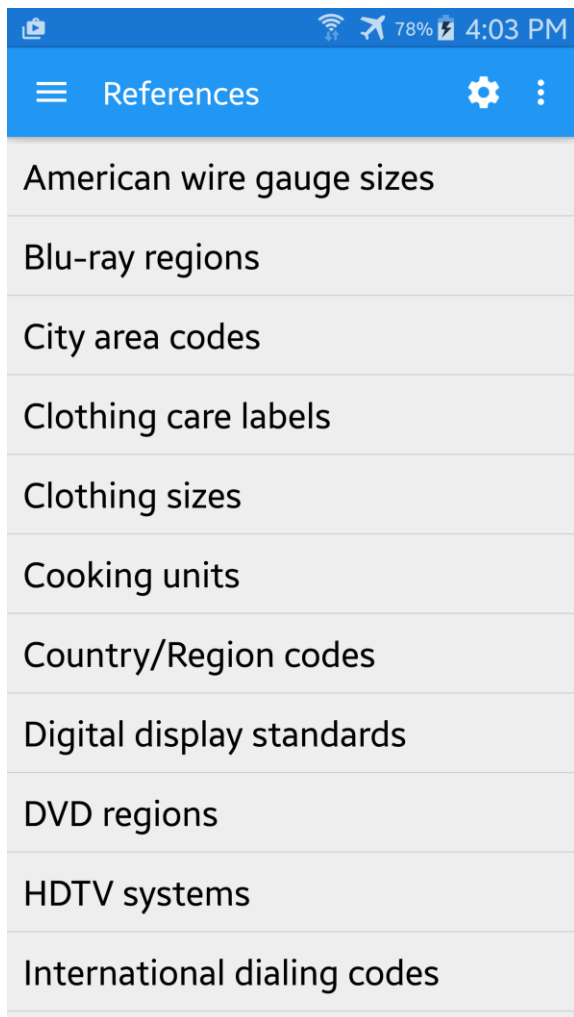 78% 4:03 PM
References
American wire gauge sizes
Blu-ray regions
City area codes
Clothing care labels
Clothing sizes
Cooking units
Country/Region codes
Digital display standards
DVD regions
HDTV systems
International dialing codes